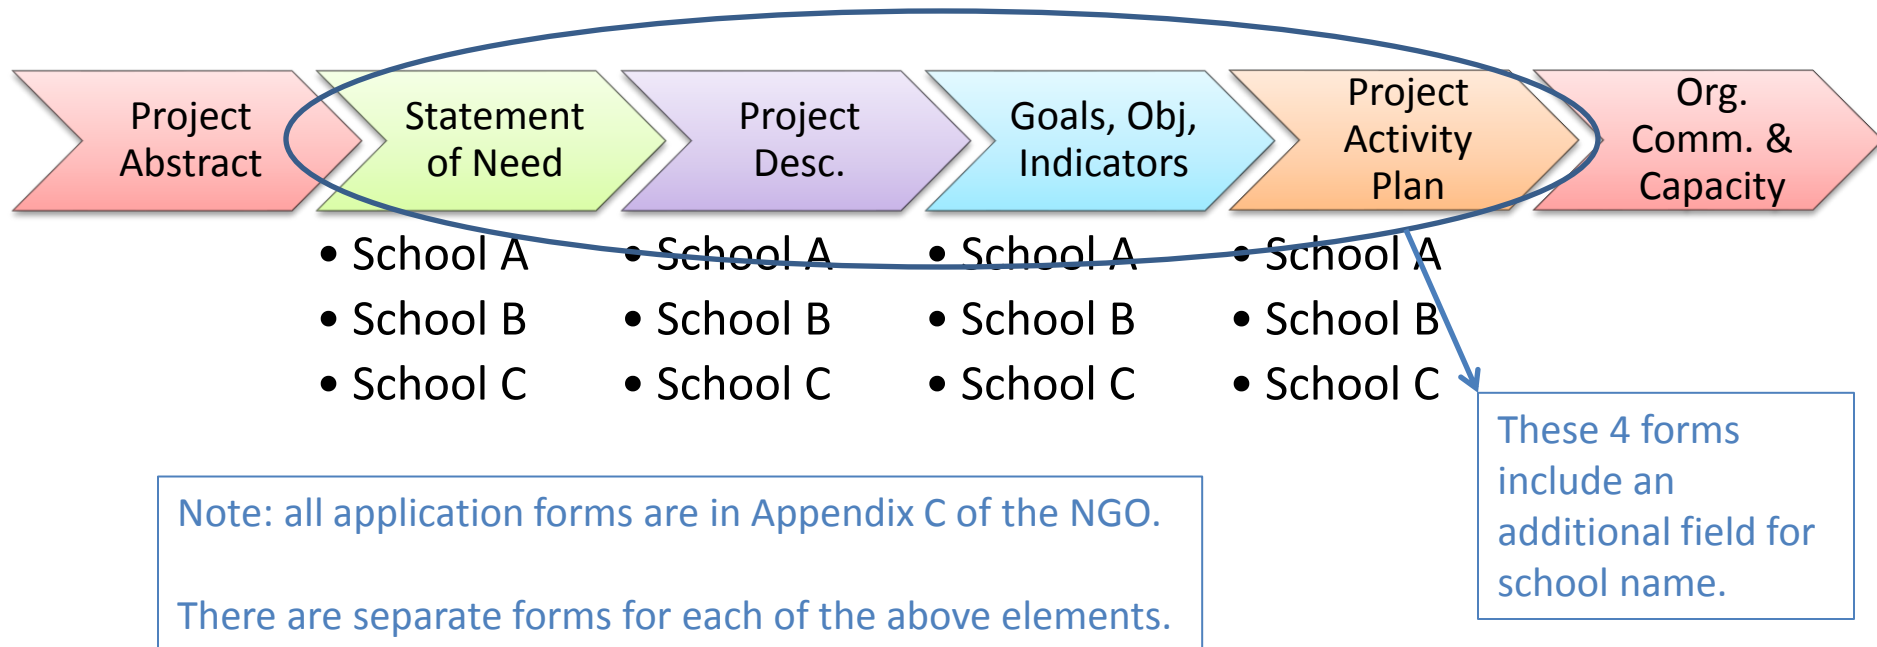 Project
Abstract
Statement
of Need
Project
Desc.
Goals, Obj,
Indicators
Project
Activity
Plan
Org.
Comm. &
Capacity
• School A
• School B
• School C
• School A
• School B
• School C
• School A
• School B
• School C
• School A
• School B
• School C
These 4 forms
include an
additional field for
school name.
Note: all application forms are in Appendix C of the NGO.
There are separate forms for each of the above elements.